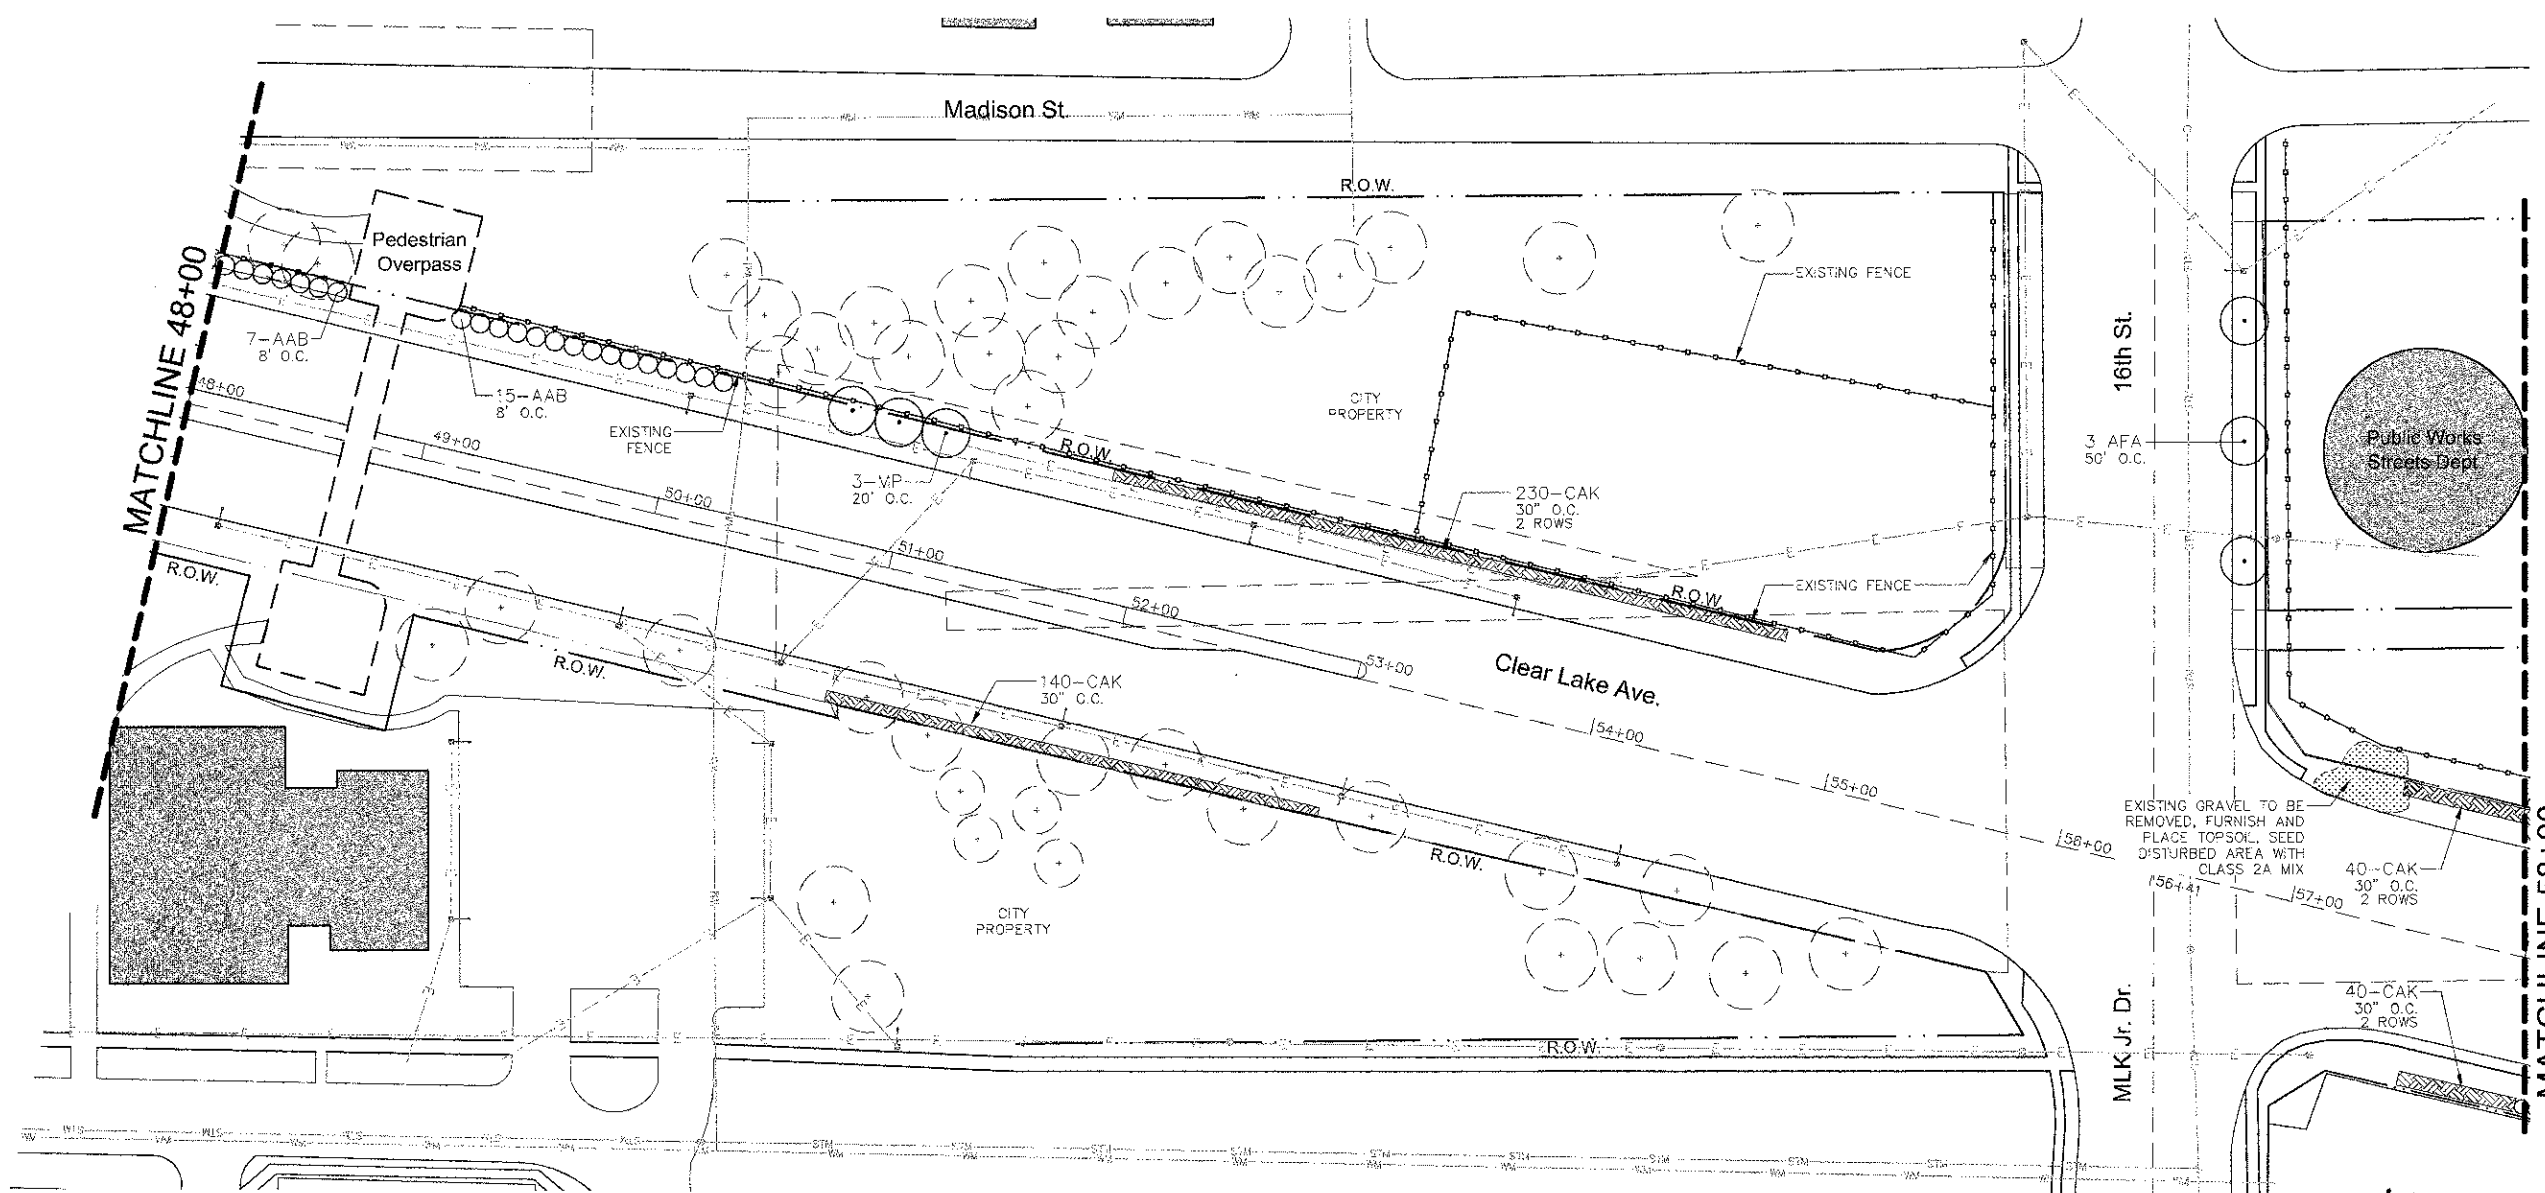 Madison St.
R.O.W.
Pedestrian
Overpass
MATCHLINE 48+00
EXISTING FENCE
7-AAB
8' O.C.
15-AAB
8' O.C.
48+00
49+00
EXISTING
FENCE
CITY
PROPERTY
16th St.
3 AFA
50' O.C.
Public Works
Streets Dept.
R.O.W.
3-VP
20' O.C.
50+00
230-CAK
30" O.C.
2 ROWS
51+00
R.O.W.
EXISTING FENCE
R.O.W.
52+00
R.O.W.
53+00
Clear Lake Ave.
140-CAK
30" O.C.
54+00
55+00
EXISTING GRAVEL TO BE
REMOVED, FURNISH AND
PLACE TOPSOIL, SEED
DISTURBED AREA WITH
CLASS 2A MIX
56+00
R.O.W.
40-CAK
30" O.C.
2 ROWS
56+41
57+00
CITY
PROPERTY
40-CAK
30" O.C.
2 ROWS
MLK Jr. Dr.
R.O.W.